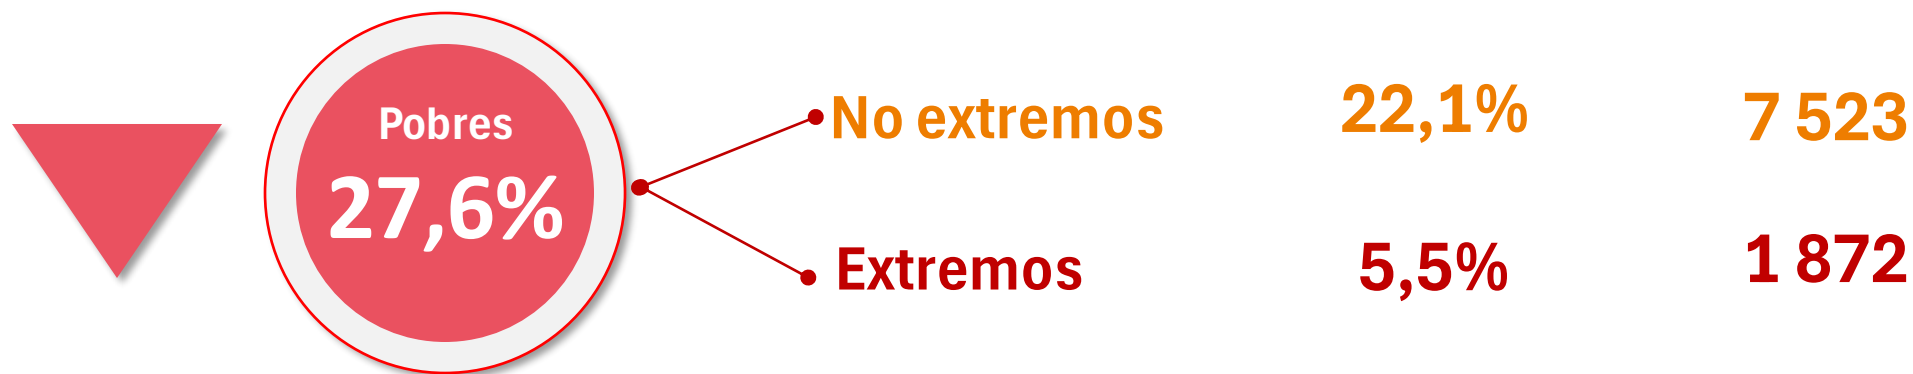 Pobres
27,6%
No extremos 22,1% 7 523
Extremos 5,5% 1 872